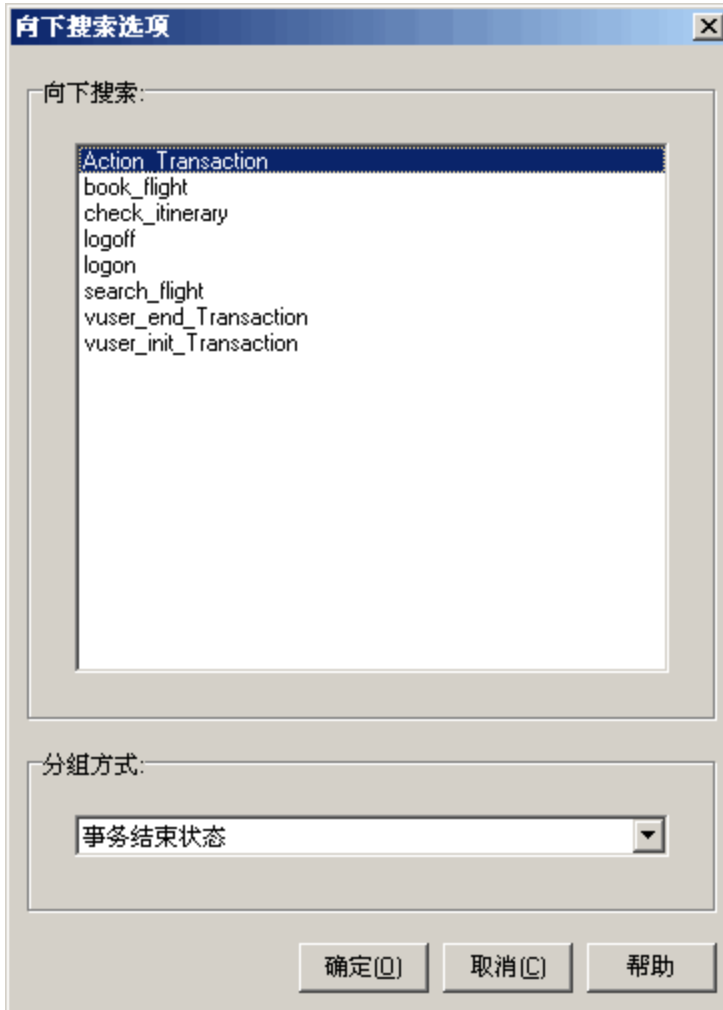 向下搜索选项
向下搜索:
Action_Transaction
book_flight
check_itinerary
logoff
logon
search_flight
vuser_end_Transaction
vuser_init_Transaction
分组方式:
事务结束状态
确定(O) 取消(C) 帮助